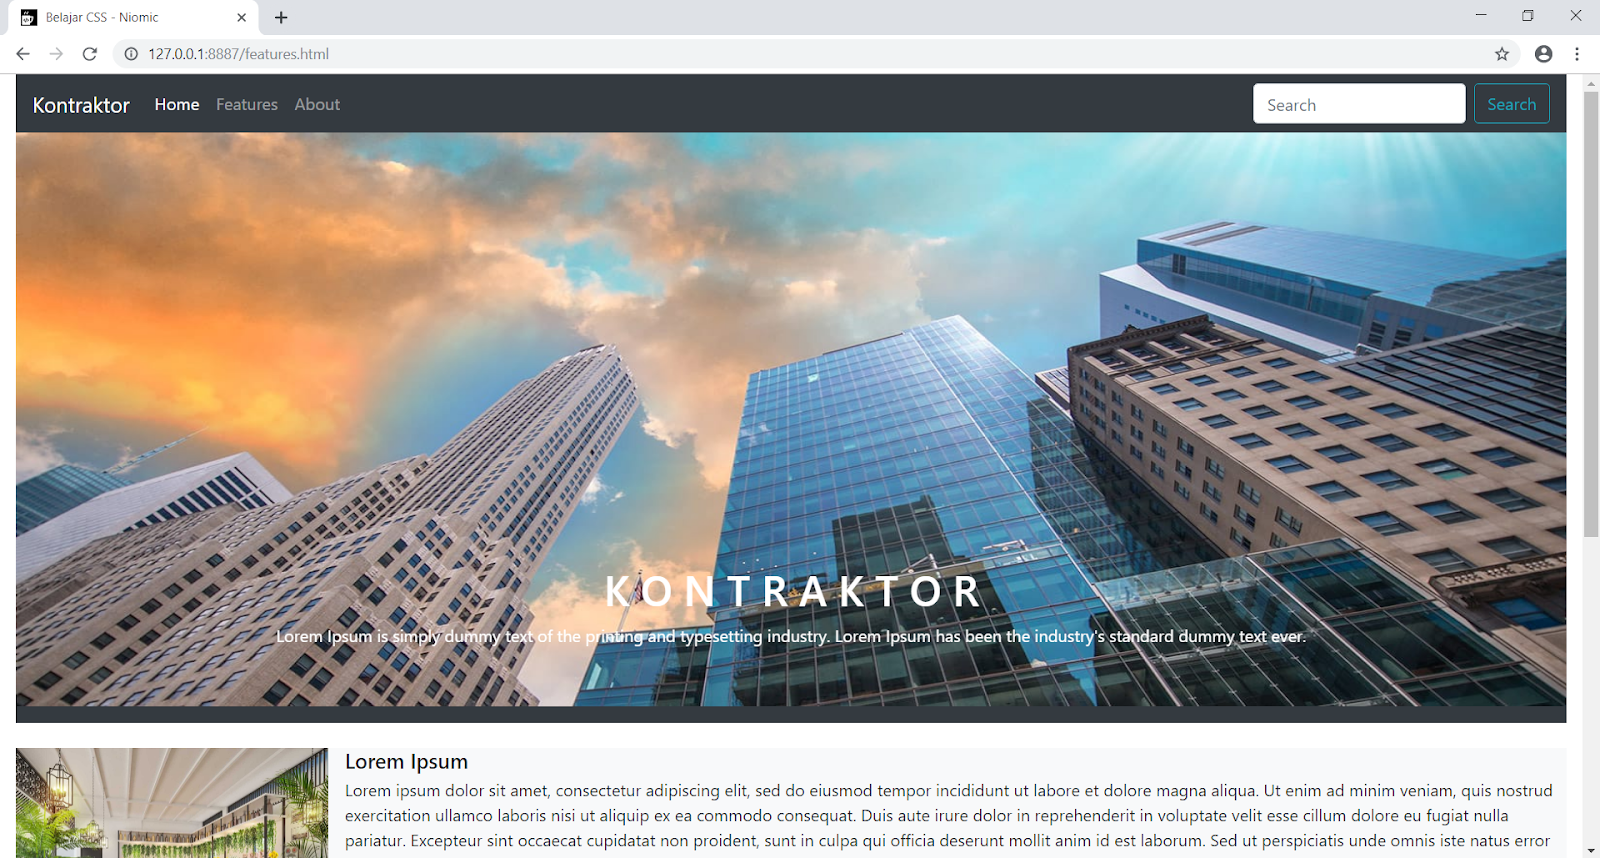 Belajar CSS - Niomic
127.0.0.1:8887/features.html
Kontraktor Home Features About Search Search
KONTRAKTOR
Lorem Ipsum is simply dummy text of the printing and typesetting industry. Lorem Ipsum has been the industry's standard dummy text ever.
Lorem Ipsum
Lorem ipsum dolor sit amet, consectetur adipiscing elit, sed do eiusmod tempor incididunt ut labore et dolore magna aliqua. Ut enim ad minim veniam, quis nostrud
exercitation ullamco laboris nisi ut aliquip ex ea commodo consequat. Duis aute irure dolor in reprehenderit in voluptate velit esse cillum dolore eu fugiat nulla
pariatur. Excepteur sint occaecat cupidatat non proident, sunt in culpa qui officia deserunt mollit anim id est laborum. Sed ut perspiciatis unde omnis iste natus error